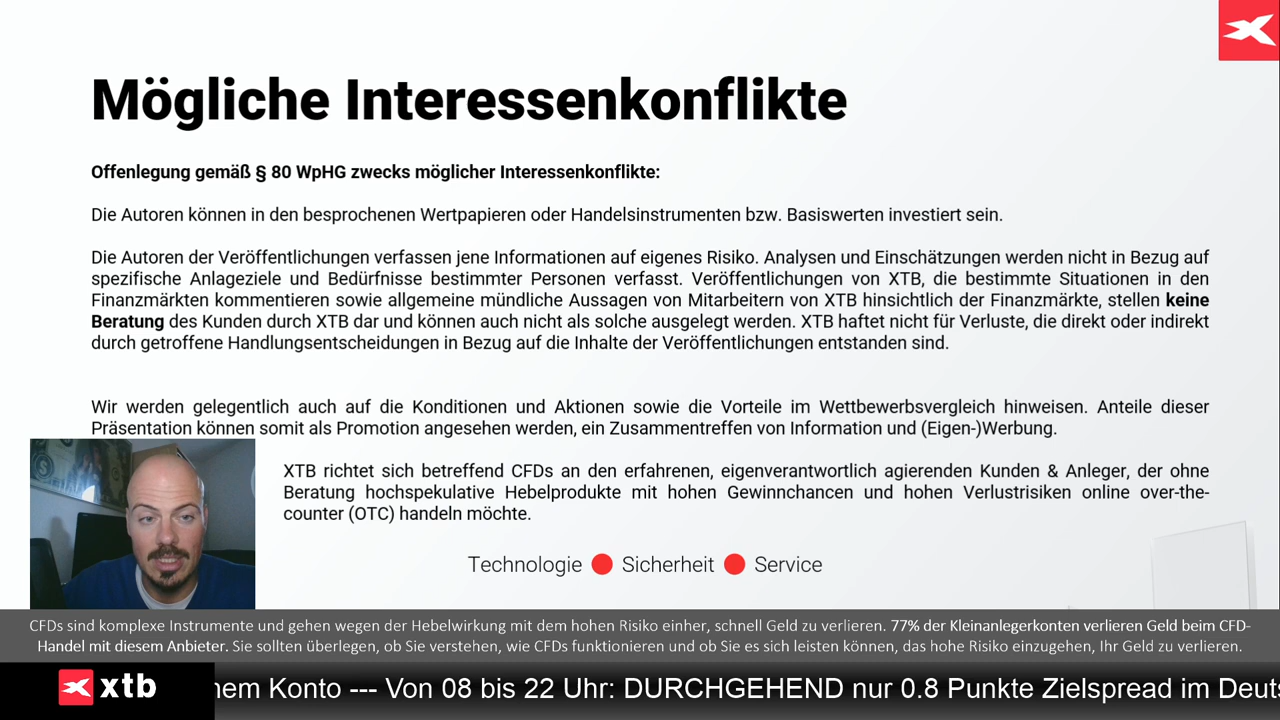 Mögliche Interessenkonflikte
Offenlegung gemäß § 80 WpHG zwecks möglicher Interessenkonflikte:
Die Autoren können in den besprochenen Wertpapieren oder Handelsinstrumenten bzw. Basiswerten investiert sein.
Die Autoren der Veröffentlichungen verfassen jene Informationen auf eigenes Risiko. Analysen und Einschätzungen werden nicht in Bezug auf
spezifische Anlageziele und Bedürfnisse bestimmter Personen verfasst. Veröffentlichungen von XTB, die bestimmte Situationen in den
Finanzmärkten kommentieren sowie allgemeine mündliche Aussagen von Mitarbeitern von XTB hinsichtlich der Finanzmärkte, stellen keine
Beratung des Kunden durch XTB dar und können auch nicht als solche ausgelegt werden. XTB haftet nicht für Verluste, die direkt oder indirekt
durch getroffene Handlungsentscheidungen in Bezug auf die Inhalte der Veröffentlichungen entstanden sind.
Wir werden gelegentlich auch auf die Konditionen und Aktionen sowie die Vorteile im Wettbewerbsvergleich hinweisen. Anteile dieser
Präsentation können somit als Promotion angesehen werden, ein Zusammentreffen von Information und (Eigen-)Werbung.
XTB richtet sich betreffend CFDs an den erfahrenen, eigenverantwortlich agierenden Kunden & Anleger, der ohne
Beratung hochspekulative Hebelprodukte mit hohen Gewinnchancen und hohen Verlustrisiken online over-the-
counter (OTC) handeln möchte.
Technologie Sicherheit Service
CFDs sind komplexe Instrumente und gehen wegen der Hebelwirkung mit dem hohen Risiko einher, schnell Geld zu verlieren. 77% der Kleinanlegerkonten verlieren Geld beim CFD-
Handel mit diesem Anbieter. Sie sollten überlegen, ob Sie verstehen, wie CFDs funktionieren und ob Sie es sich leisten können, das hohe Risiko einzugehen, Ihr Geld zu verlieren.
xtb
nem Konto --- Von 08 bis 22 Uhr: DURCHGEHEND nur 0.8 Punkte Zielspread im Deuts